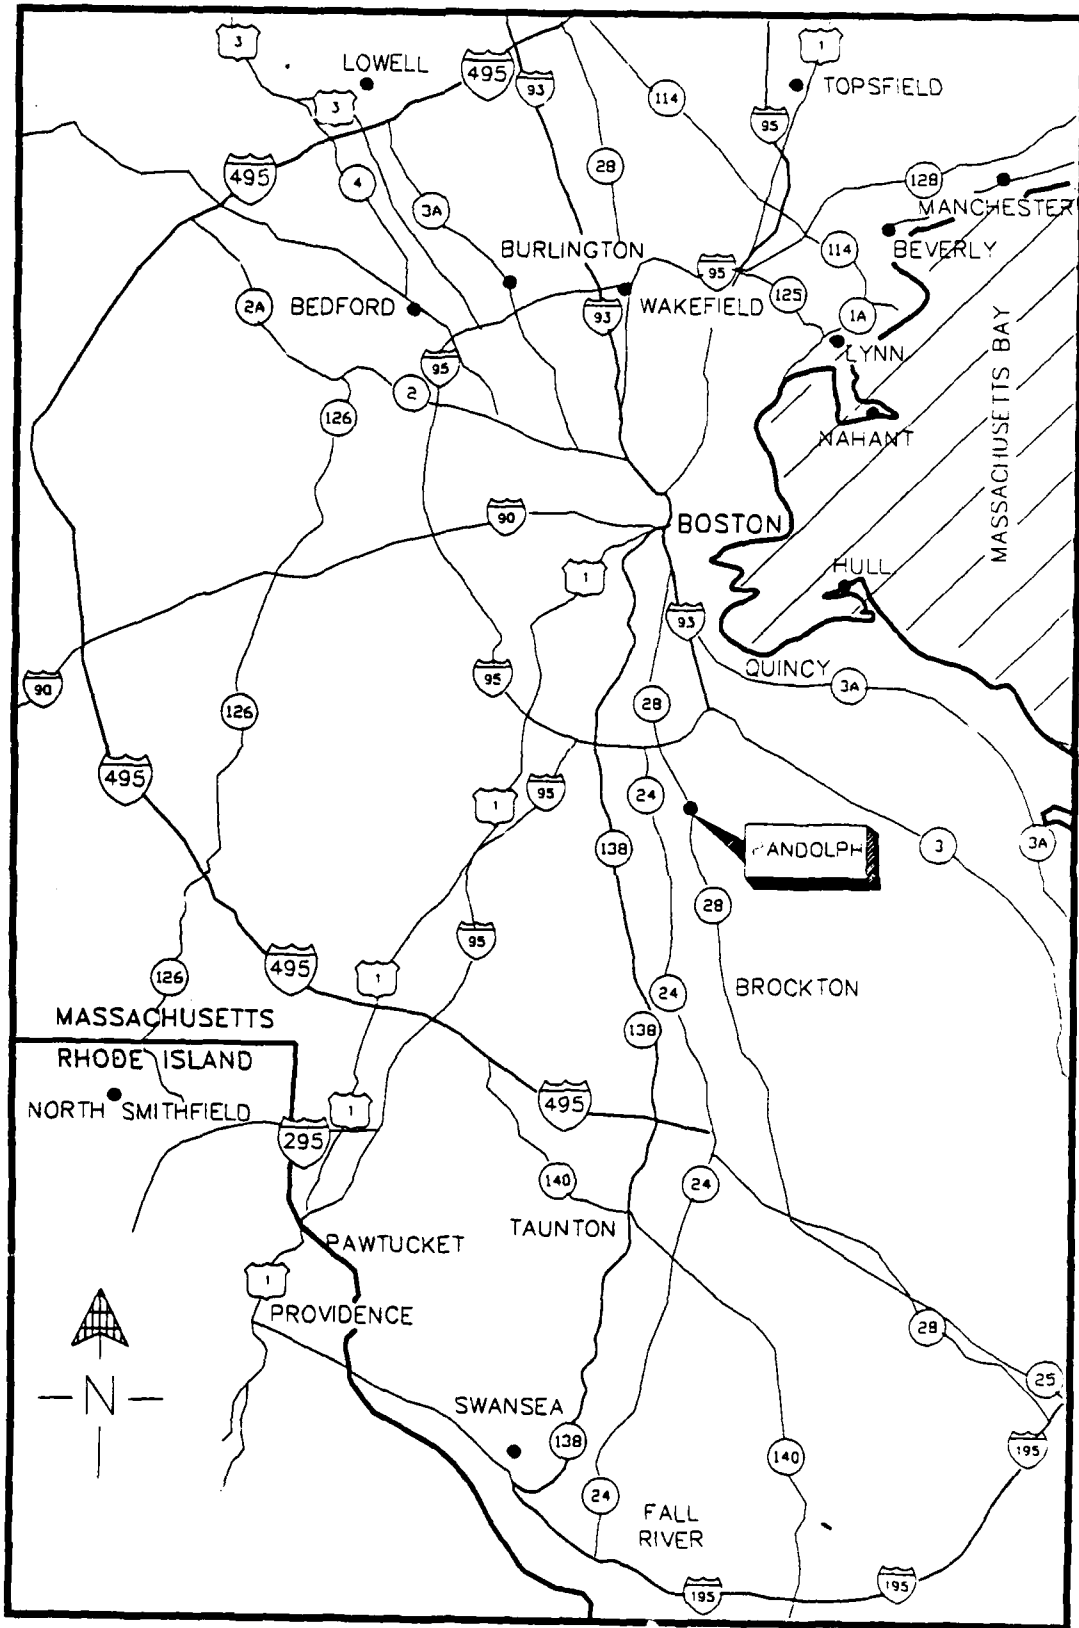 3
1
LOWELL
495
93
TOPSFIELD
3
114
95
28
495
4
128
3A
MANCHESTER
BURLINGTON
114
BEVERLY
95
2A
BEDFORD
125
93
WAKEFIELD
1A
LYNN
95
MASSACHUSETTS BAY
2
126
NAHANT
90
BOSTON
HULL
1
93
QUINCY
95
90
3A
28
126
495
95
24
1
138
3
3A
28
95
495
126
1
BROCKTON
24
MASSACHUSETTS
138
RHODE ISLAND
NORTH SMITHFIELD
1
495
295
140
24
TAUNTON
PAWTUCKET
1
PROVIDENCE
28
25
N
SWANSEA
138
195
140
24
FALL
RIVER
195
195